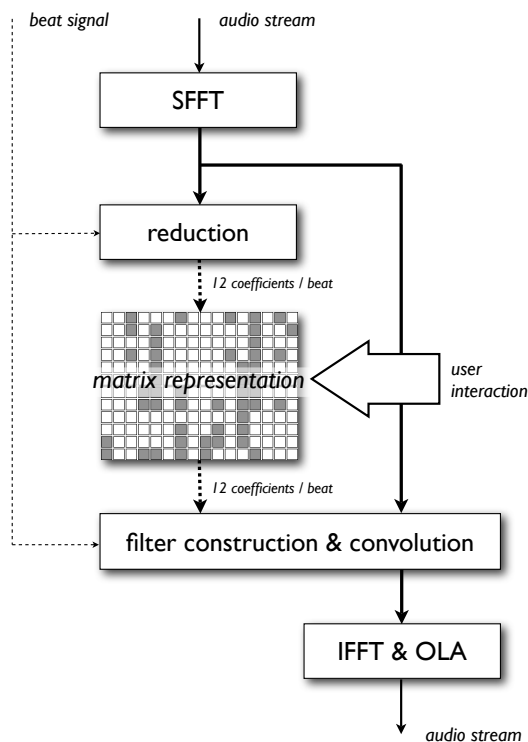 beat signal
audio stream
SFFT
reduction
12 coefficients / beat
matrix representation
user
interaction
12 coefficients / beat
filter construction & convolution
IFFT & OLA
audio stream